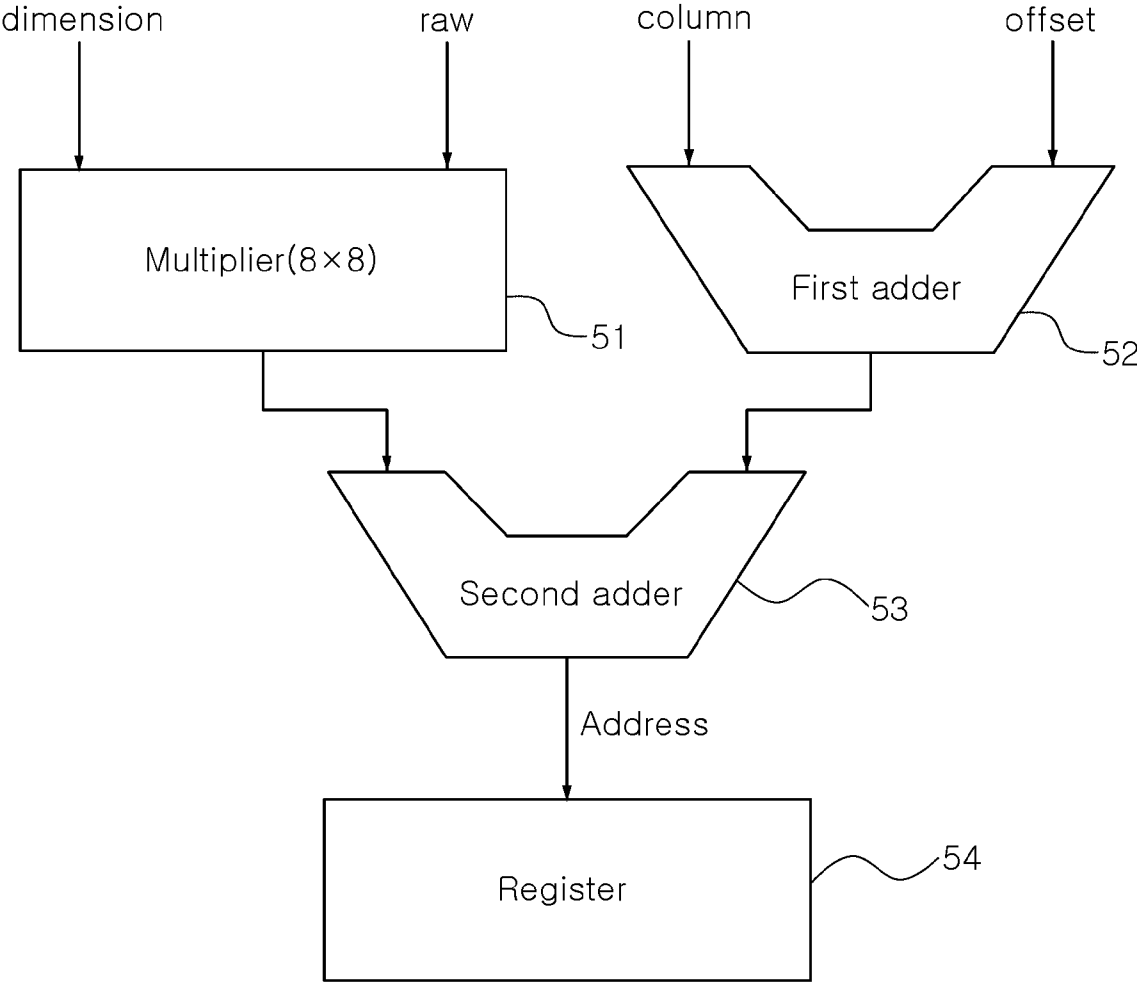 dimension raw column offset
Multiplier(8×8)
First adder
51
52
Second adder
53
Address
54
Register